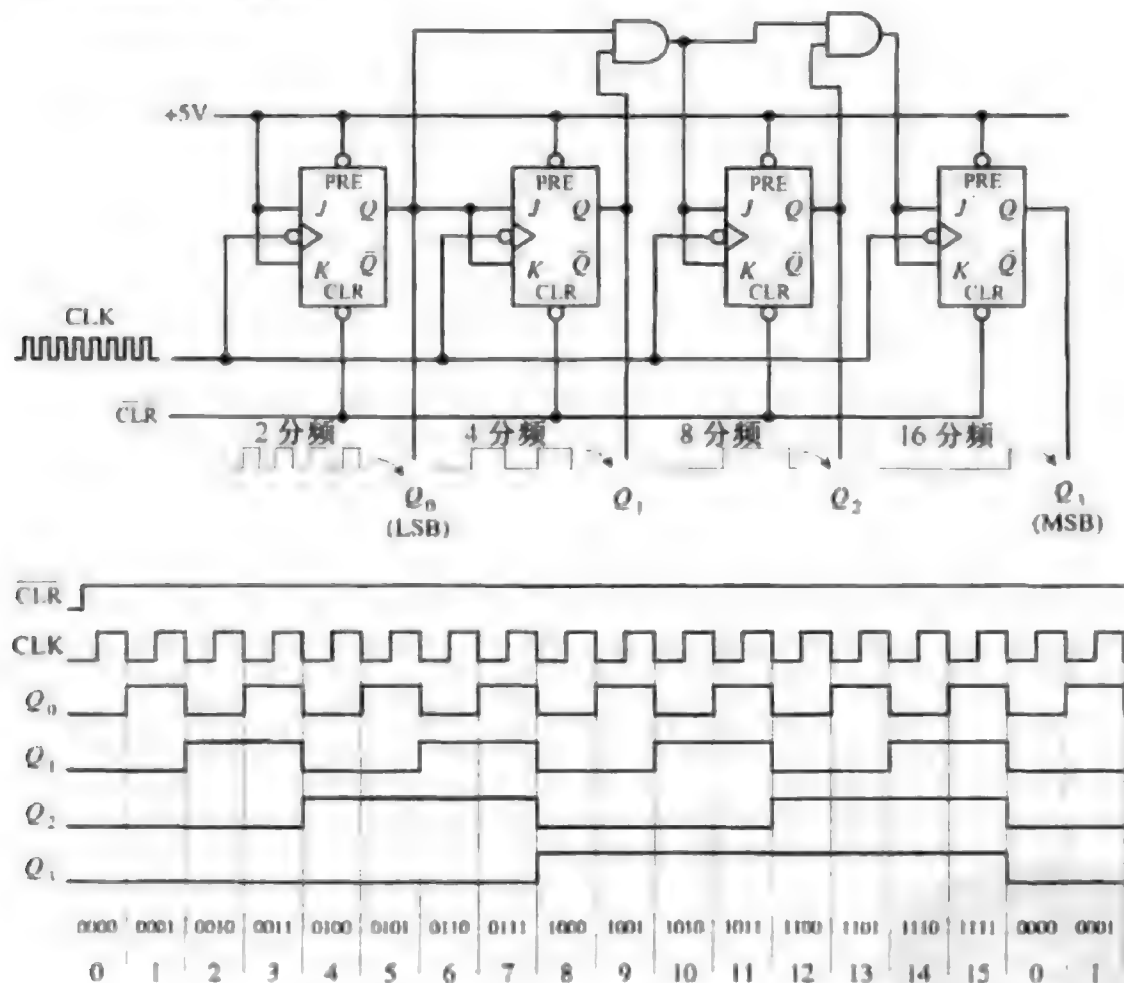 +5V
PRE PRE PRE PRE
J Q J Q J Q J Q
K Q̄ K Q̄ K Q̄ K Q̄
CLR CLR CLR CLR
CLK
C̅L̅R̅
2 分频 4 分频 8 分频 16 分频
Q₀ Q₁ Q₂ Q₃
(LSB) (MSB)
C̅L̅R̅
CLK
Q₀
Q₁
Q₂
Q₃
0000 0001 0010 0011 0100 0101 0110 0111 1000 1001 1010 1011 1100 1101 1110 1111 0000 0001
0 1 2 3 4 5 6 7 8 9 10 11 12 13 14 15 0 1